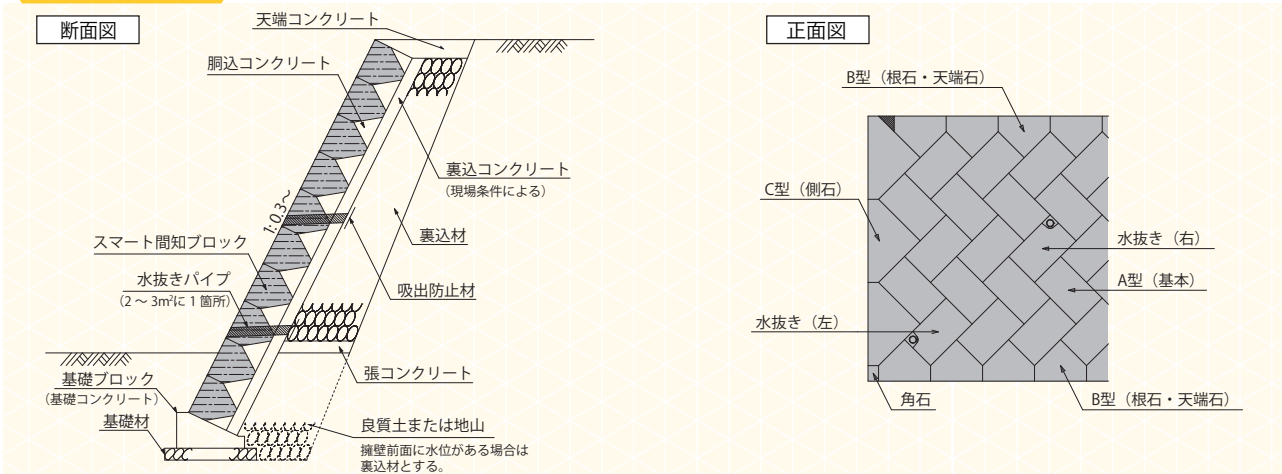 断面図
天端コンクリート
胴込コンクリート
裏込コンクリート
（現場条件による）
1:0.3～
裏込材
スマート間知ブロック
水抜きパイプ
（2～3m²に1箇所）
吸出防止材
張コンクリート
基礎ブロック
（基礎コンクリート）
基礎材
良質土または地山
擁壁前面に水位がある場合は
裏込材とする。
正面図
B型（根石・天端石）
C型（側石）
水抜き（右）
A型（基本）
水抜き（左）
角石
B型（根石・天端石）